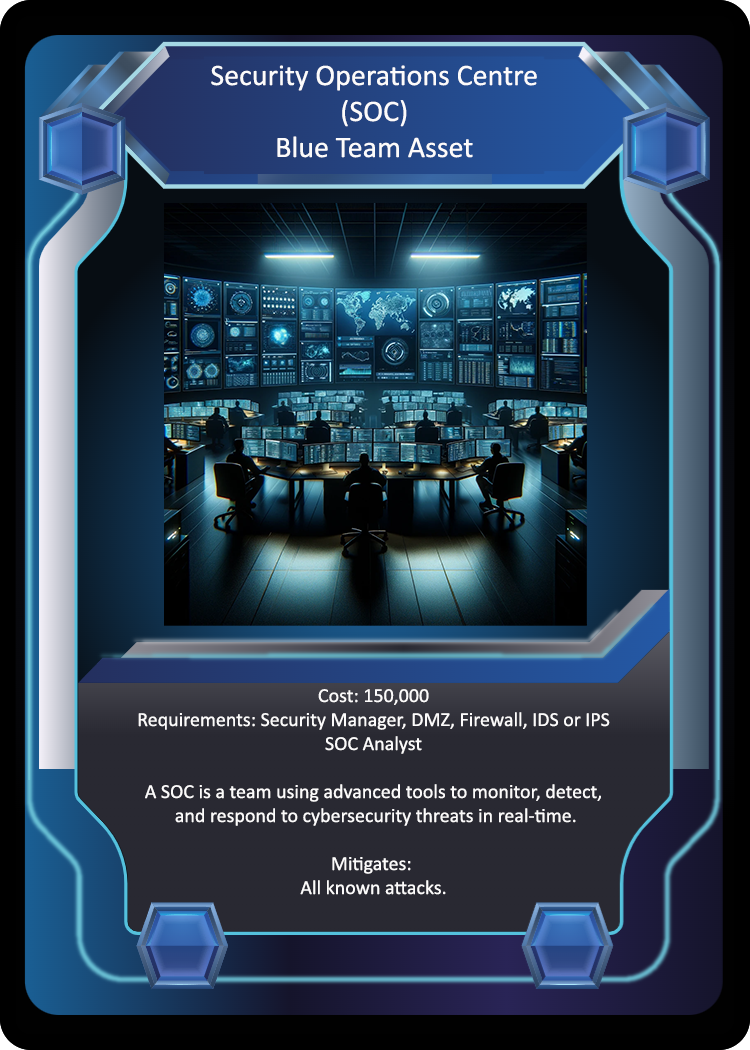 Security Operations Centre
(SOC)
Blue Team Asset
Cost: 150,000
Requirements: Security Manager, DMZ, Firewall, IDS or IPS
SOC Analyst
A SOC is a team using advanced tools to monitor, detect,
and respond to cybersecurity threats in real-time.
Mitigates:
All known attacks.